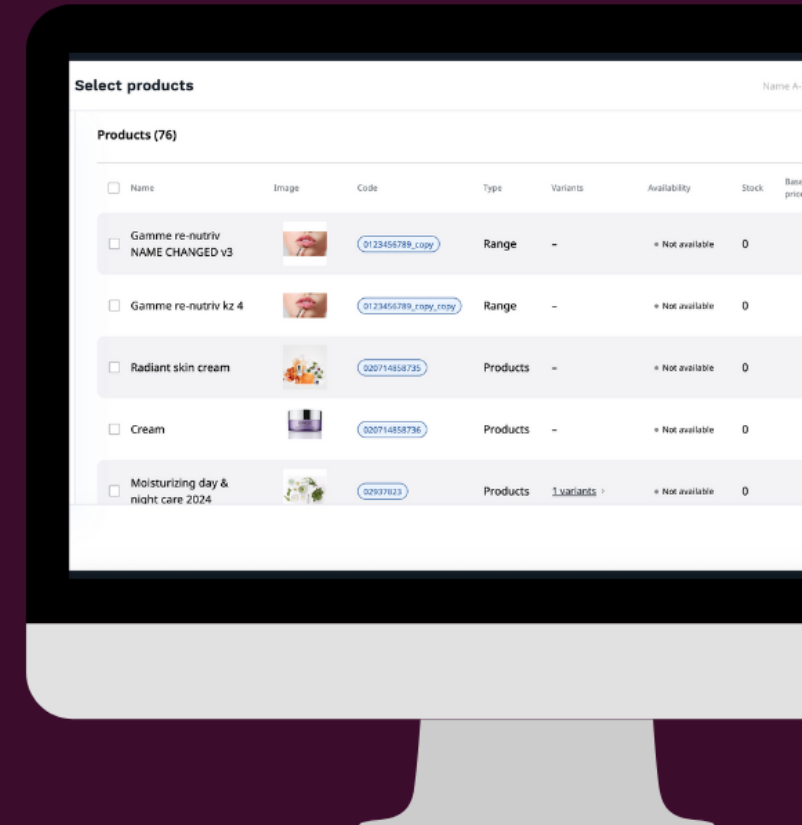 Select products
Name A-
Products (76)
Name Image Code Type Variants Availability Stock Base
price
Gamme re-nutriv
NAME CHANGED v3
0123456789_copy Range – Not available 0
Gamme re-nutriv kz 4 0123456789_copy_copy Range – Not available 0
Radiant skin cream 020714858735 Products – Not available 0
Cream 020714858736 Products – Not available 0
Moisturizing day &
night care 2024
02937823 Products 1 variants > Not available 0